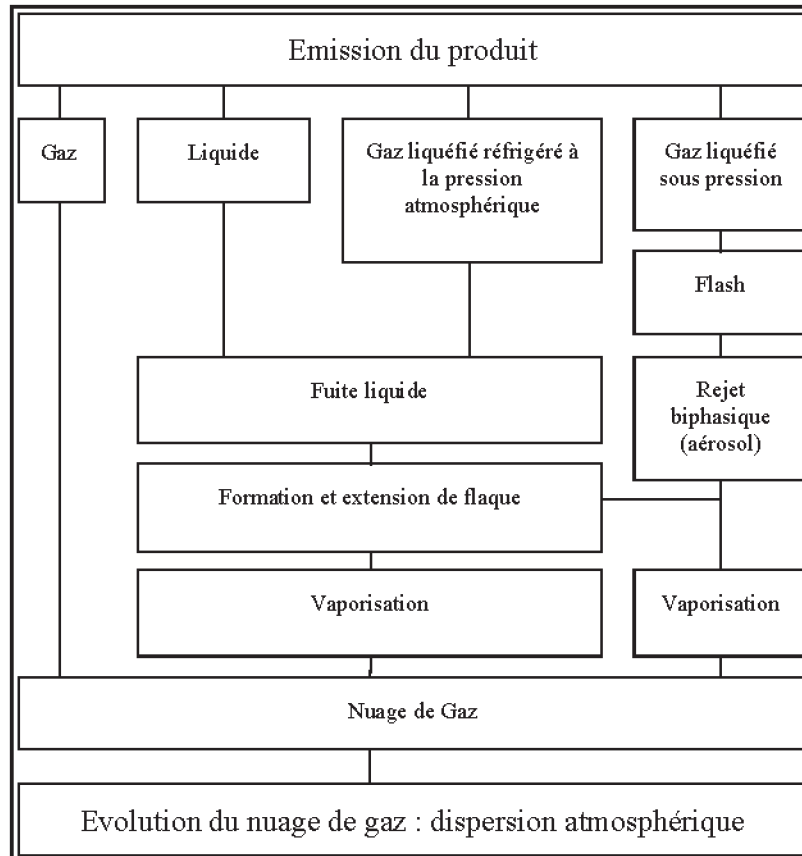 Emission du produit
Gaz
Liquide
Gaz liquéfié réfrigéré à
la pression
atmosphérique
Gaz liquéfié
sous pression
Flash
Fuite liquide
Rejet
biphasique
(aérosol)
Formation et extension de flaque
Vaporisation
Vaporisation
Nuage de Gaz
Evolution du nuage de gaz : dispersion atmosphérique